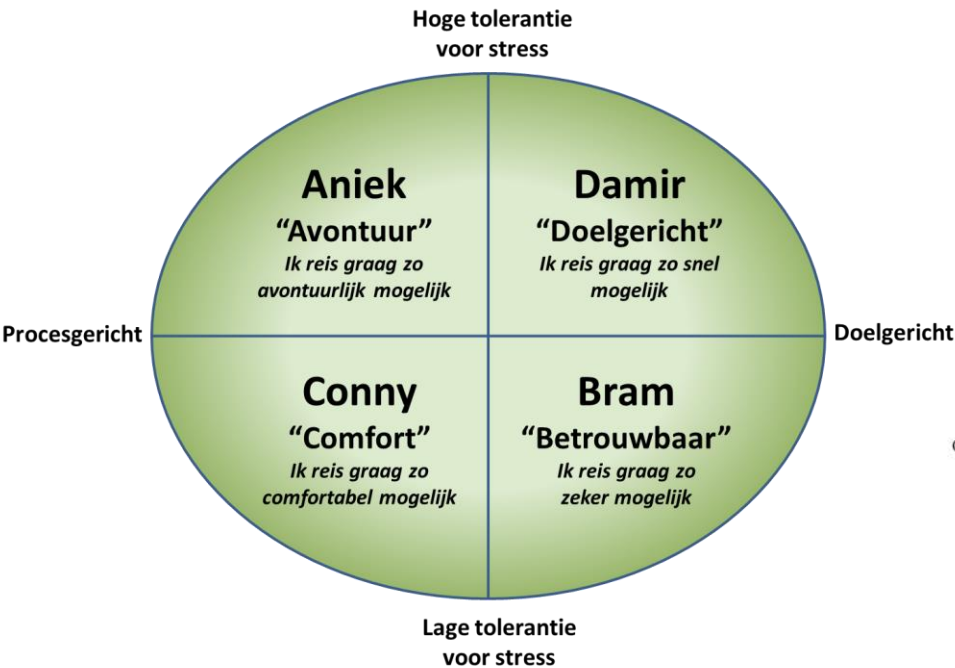 Hoge tolerantie
voor stress
Aniek
“Avontuur”
Ik reis graag zo
avontuurlijk mogelijk
Damir
“Doelgericht”
Ik reis graag zo snel
mogelijk
Procesgericht
Doelgericht
Conny
“Comfort”
Ik reis graag zo
comfortabel mogelijk
Bram
“Betrouwbaar”
Ik reis graag zo
zeker mogelijk
Lage tolerantie
voor stress